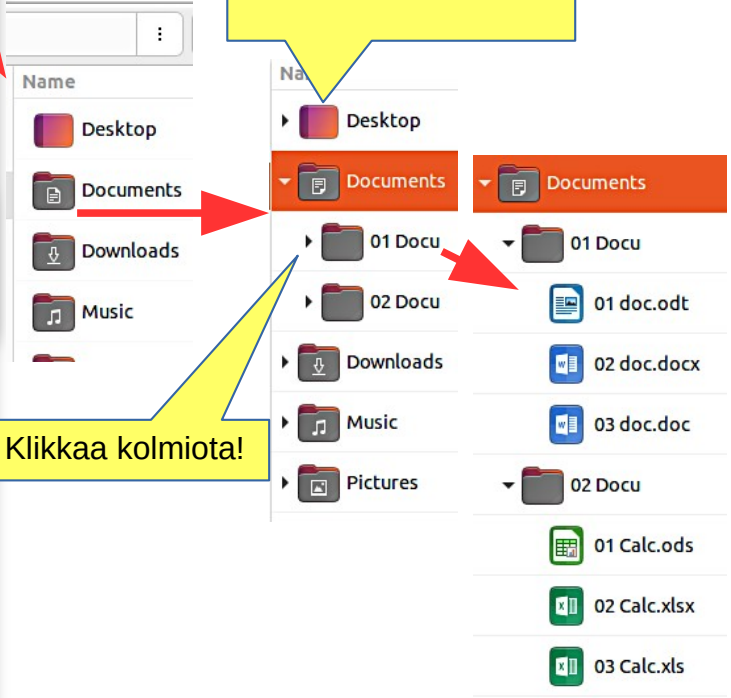 Name
Desktop
Documents
Downloads
Music
Desktop
Documents
01 Docu
02 Docu
Downloads
Music
Pictures
Klikkaa kolmiota!
Documents
01 Docu
01 doc.odt
02 doc.docx
03 doc.doc
02 Docu
01 Calc.ods
02 Calc.xlsx
03 Calc.xls